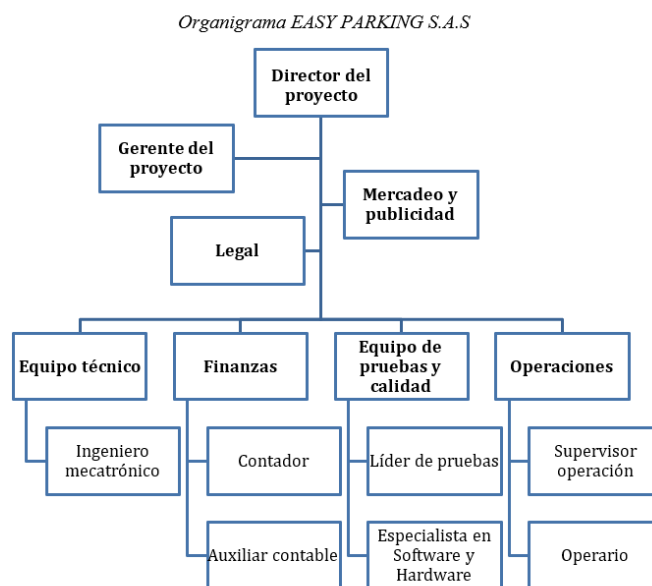 Organigrama EASY PARKING S.A.S
Director del
proyecto
Gerente del
proyecto
Mercadeo y
publicidad
Legal
Equipo técnico
Finanzas
Equipo de
pruebas y
calidad
Operaciones
Ingeniero
mecatrónico
Contador
Líder de pruebas
Supervisor
operación
Auxiliar contable
Especialista en
Software y
Hardware
Operario